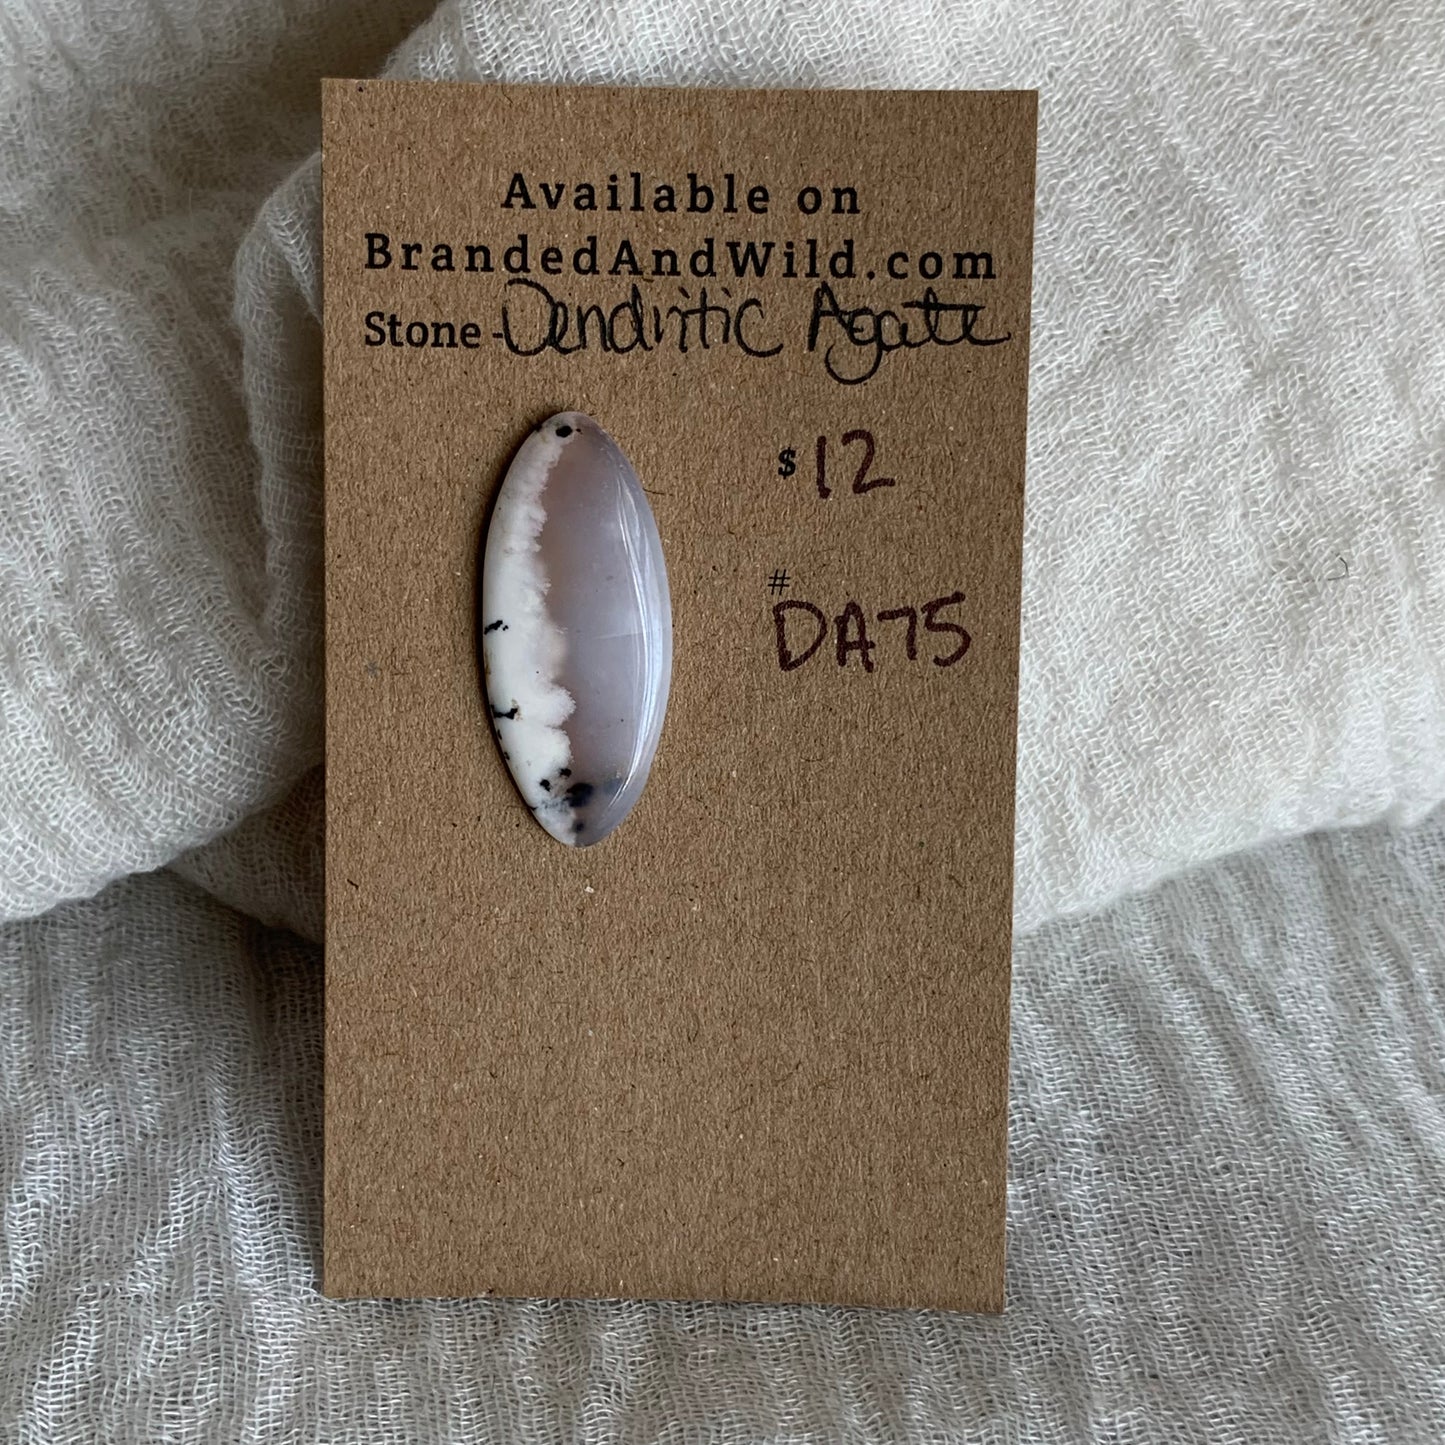 Available on
BrandedAndWild.com
Stone - Dendritic Agate
$ 12
#
DA75